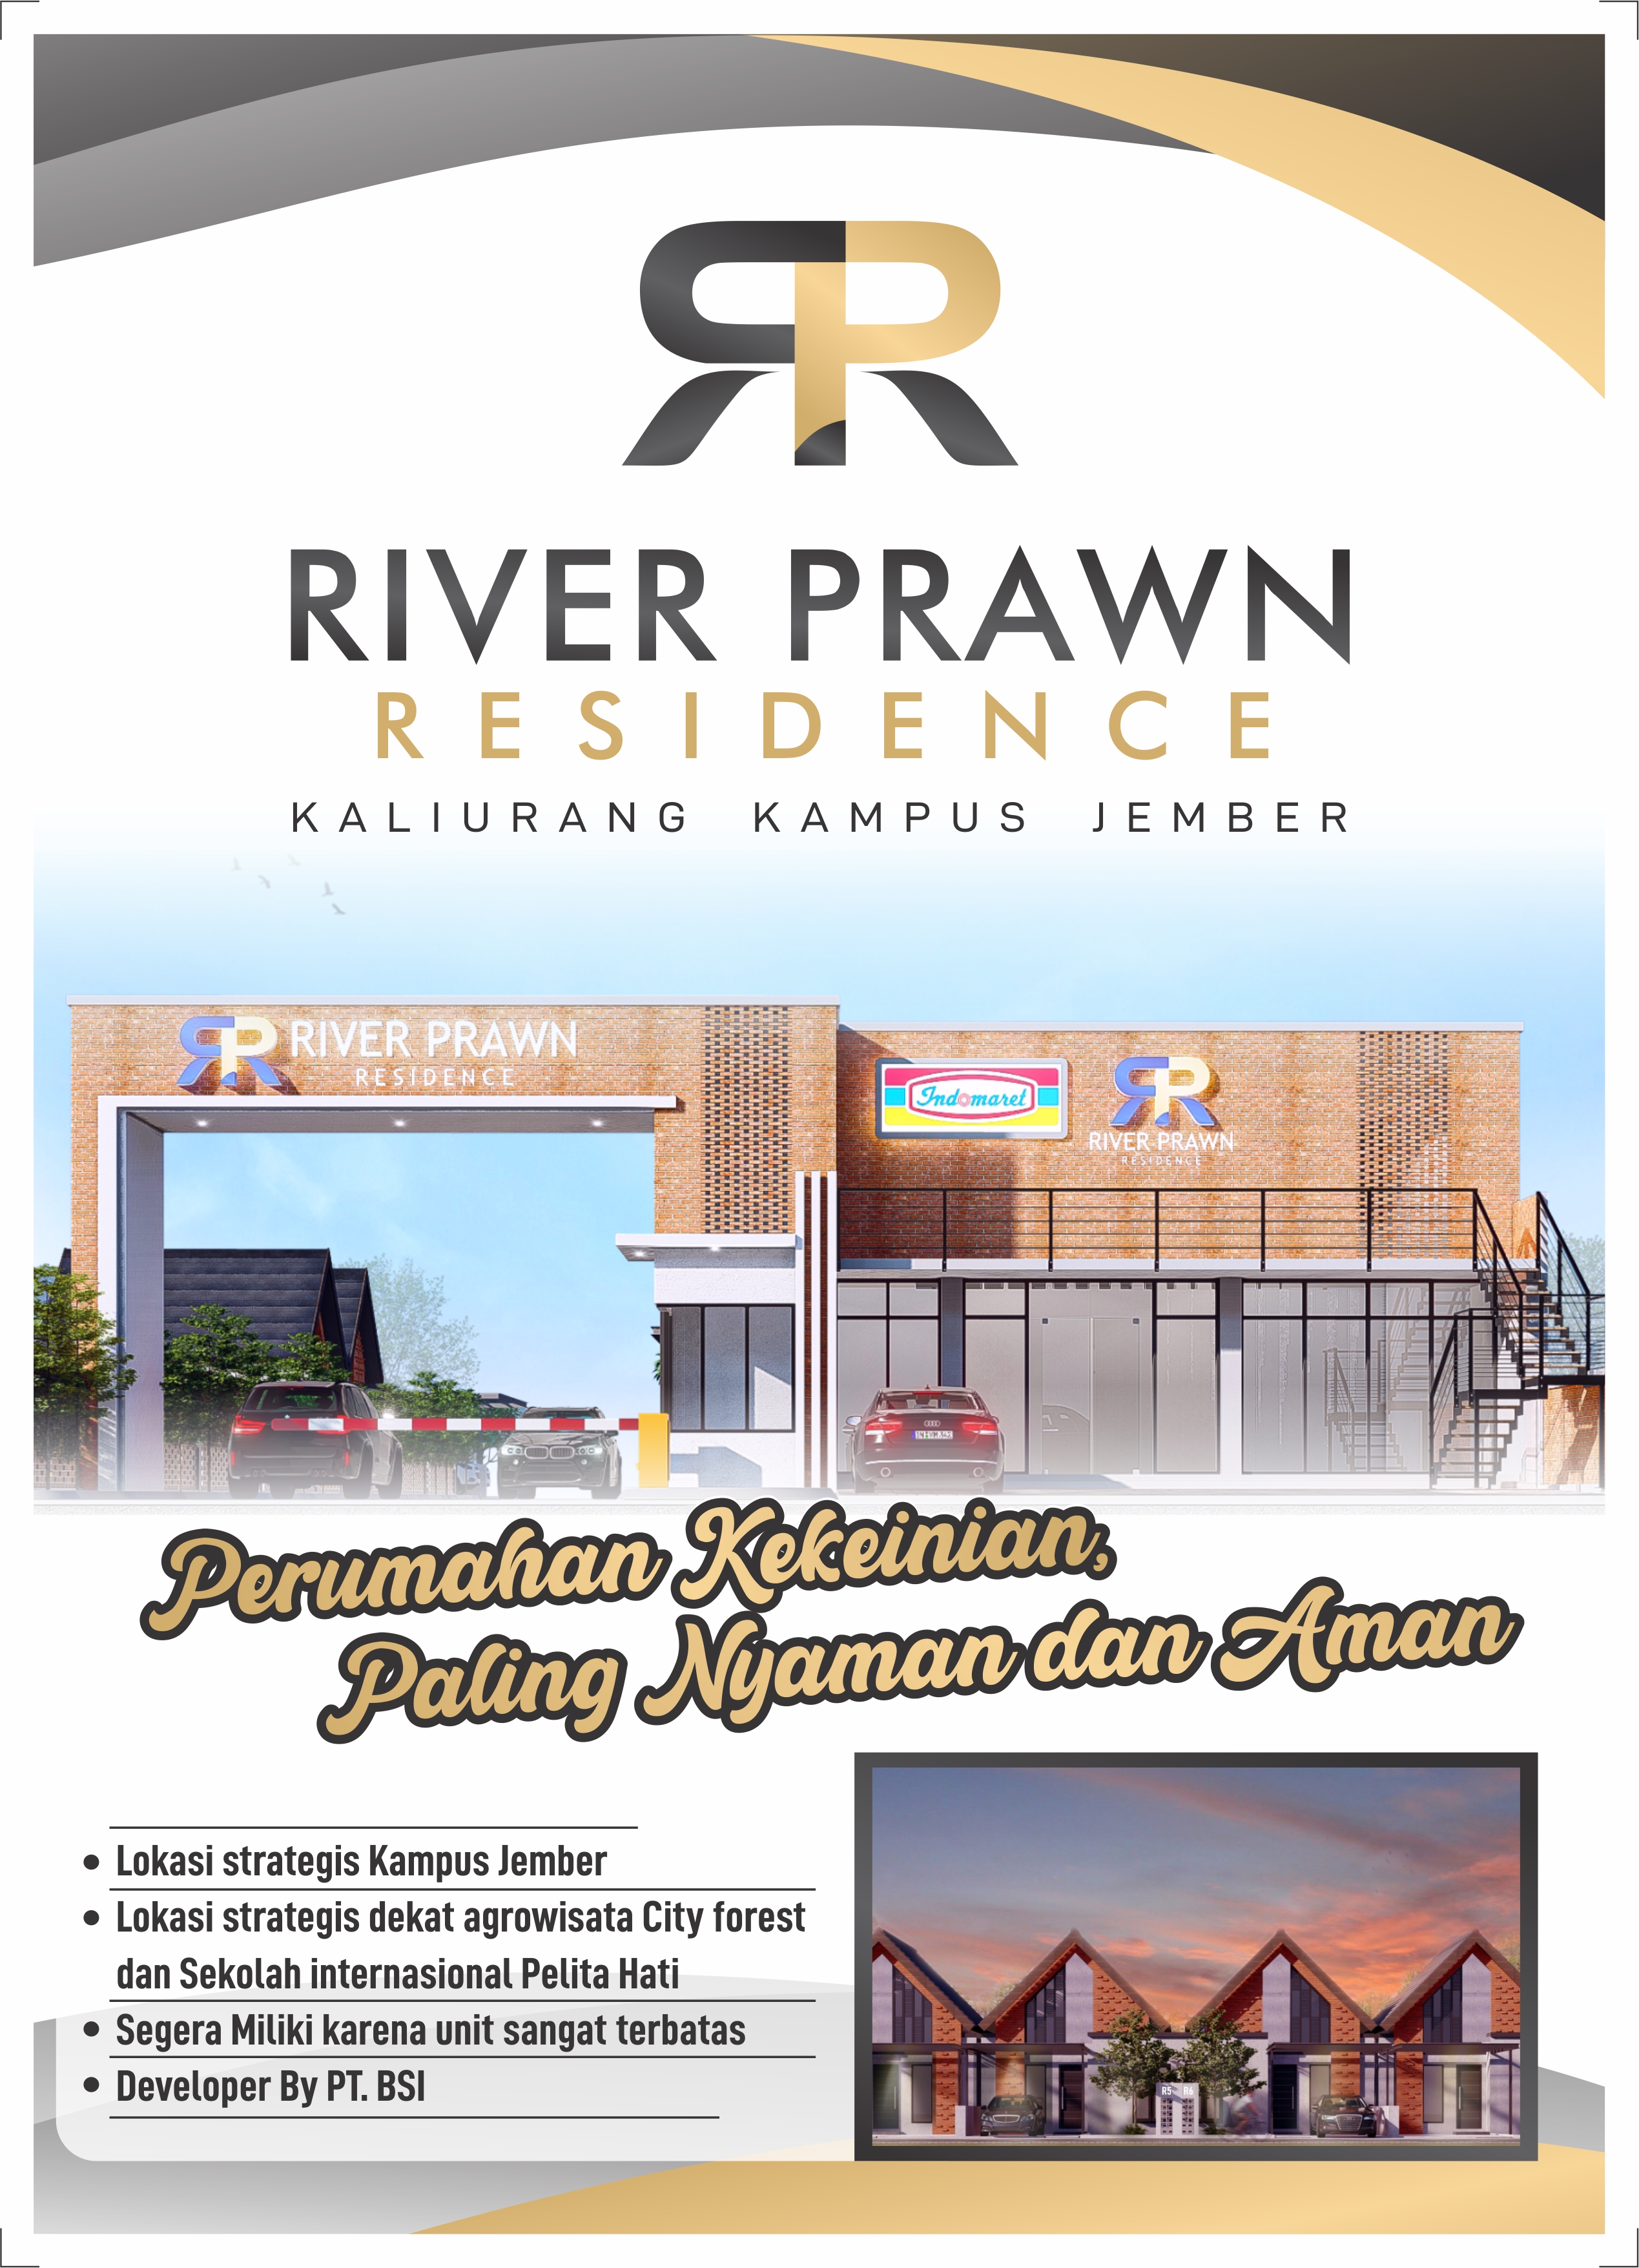 RIVER PRAWN
RESIDENCE
KALIURANG KAMPUS JEMBER
RIVER PRAWN
RESIDENCE
Indomaret
RIVER PRAWN
RESIDENCE
Perumahan Kekeinian,
Paling Nyaman dan Aman
• Lokasi strategis Kampus Jember
• Lokasi strategis dekat agrowisata City forest
dan Sekolah internasional Pelita Hati
• Segera Miliki karena unit sangat terbatas
• Developer By PT. BSI
R5 R6